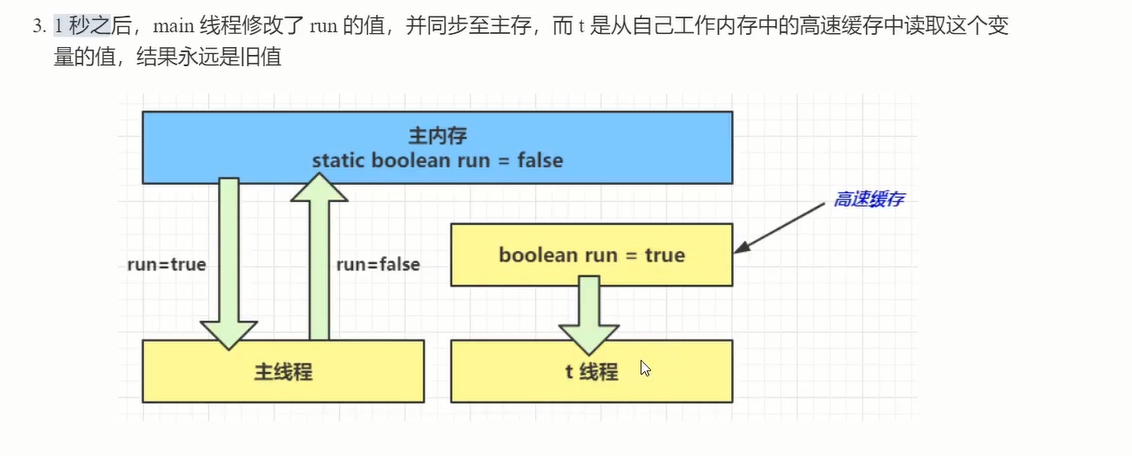 3. 1 秒之后，main 线程修改了 run 的值，并同步至主存，而 t 是从自己工作内存中的高速缓存中读取这个变
量的值，结果永远是旧值
主内存
static boolean run = false
高速缓存
boolean run = true
run=true
run=false
主线程
t 线程